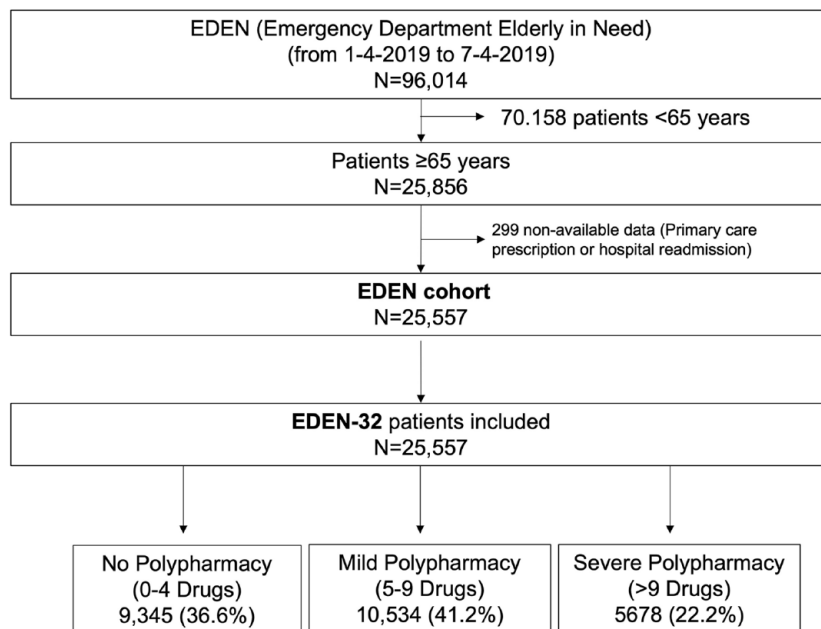 EDEN (Emergency Department Elderly in Need)
(from 1-4-2019 to 7-4-2019)
N=96,014
70.158 patients <65 years
Patients ≥65 years
N=25,856
299 non-available data (Primary care
prescription or hospital readmission)
EDEN cohort
N=25,557
EDEN-32 patients included
N=25,557
No Polypharmacy
(0-4 Drugs)
9,345 (36.6%)
Mild Polypharmacy
(5-9 Drugs)
10,534 (41.2%)
Severe Polypharmacy
(>9 Drugs)
5678 (22.2%)